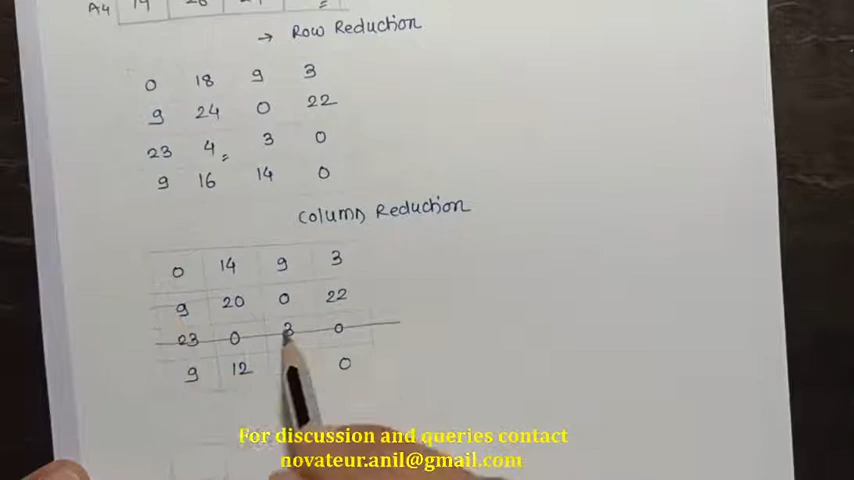 A4 14
→ Row Reduction
0 18 9 3
9 24 0 22
23 4 3 0
9 16 14 0
Column Reduction
0 14 9 3
9 20 0 22
23 0 3 0
9 12 0
For discussion and queries contact
novateur.anil@gmail.com